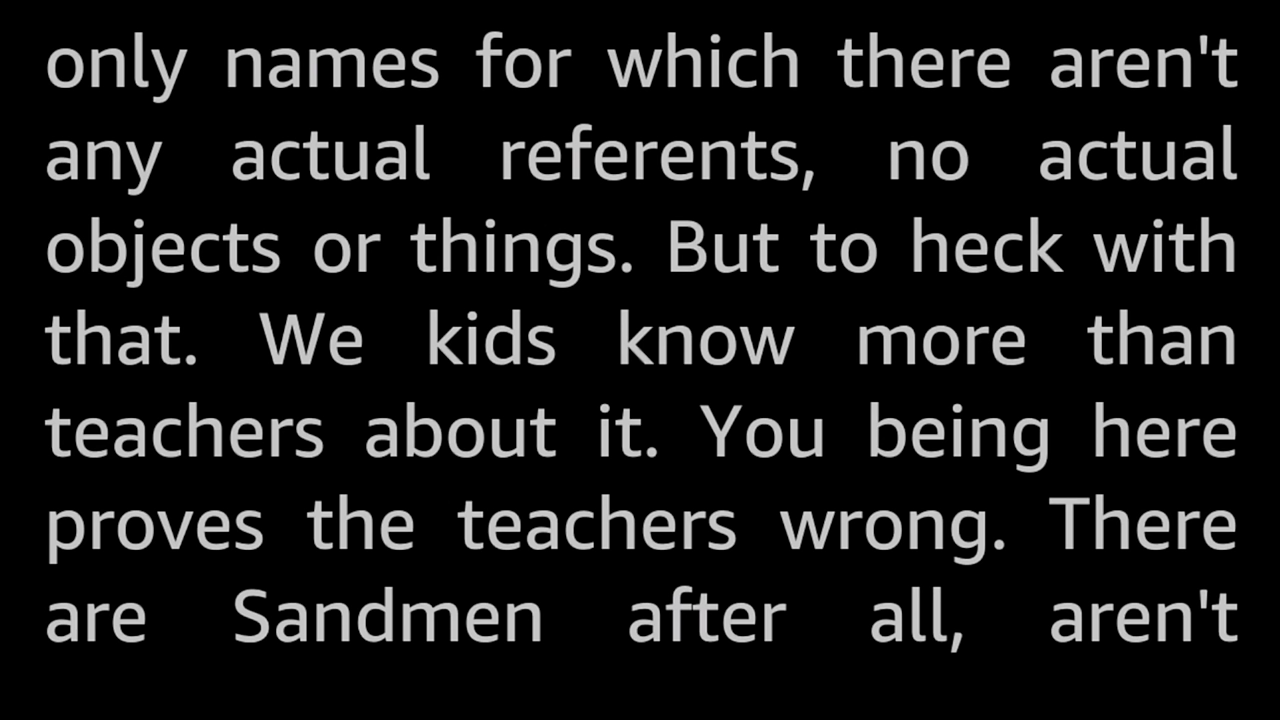 only names for which there aren't
any actual referents, no actual
objects or things. But to heck with
that. We kids know more than
teachers about it. You being here
proves the teachers wrong. There
are Sandmen after all, aren't